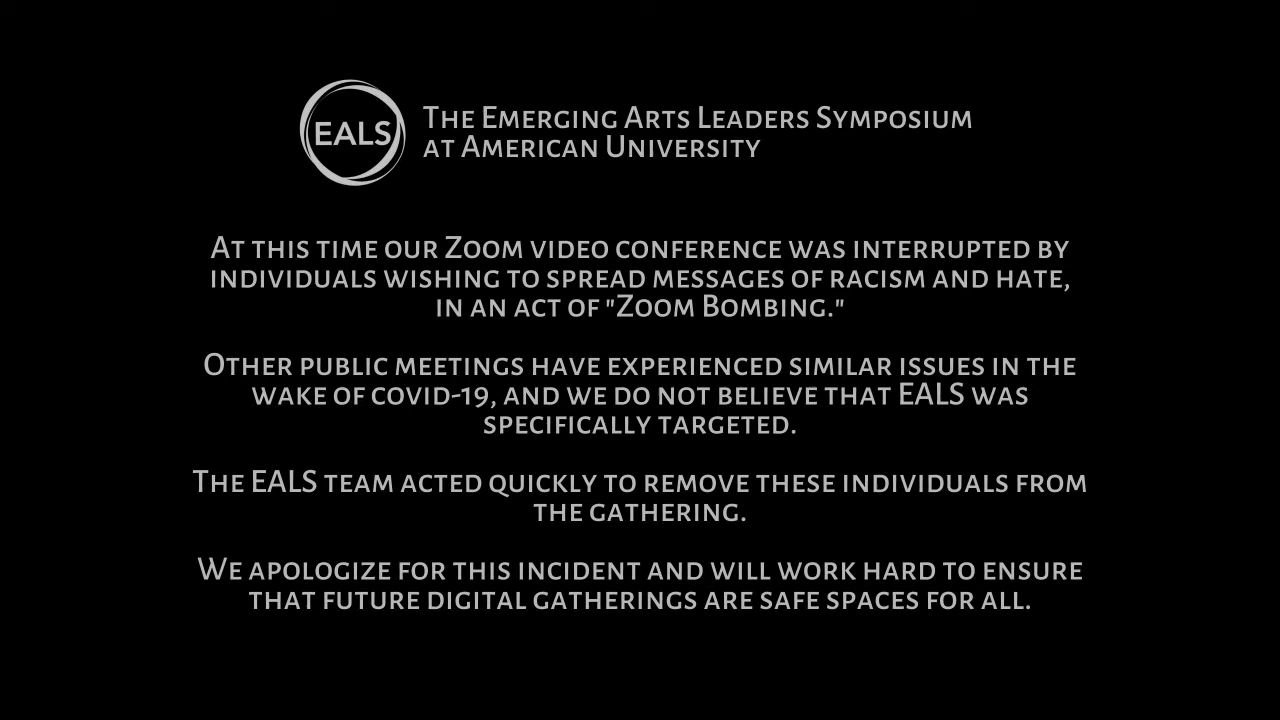 EALS
The Emerging Arts Leaders Symposium
at American University
At this time our Zoom video conference was interrupted by
individuals wishing to spread messages of racism and hate,
in an act of "Zoom Bombing."
Other public meetings have experienced similar issues in the
wake of covid-19, and we do not believe that EALS was
specifically targeted.
The EALS team acted quickly to remove these individuals from
the gathering.
We apologize for this incident and will work hard to ensure
that future digital gatherings are safe spaces for all.